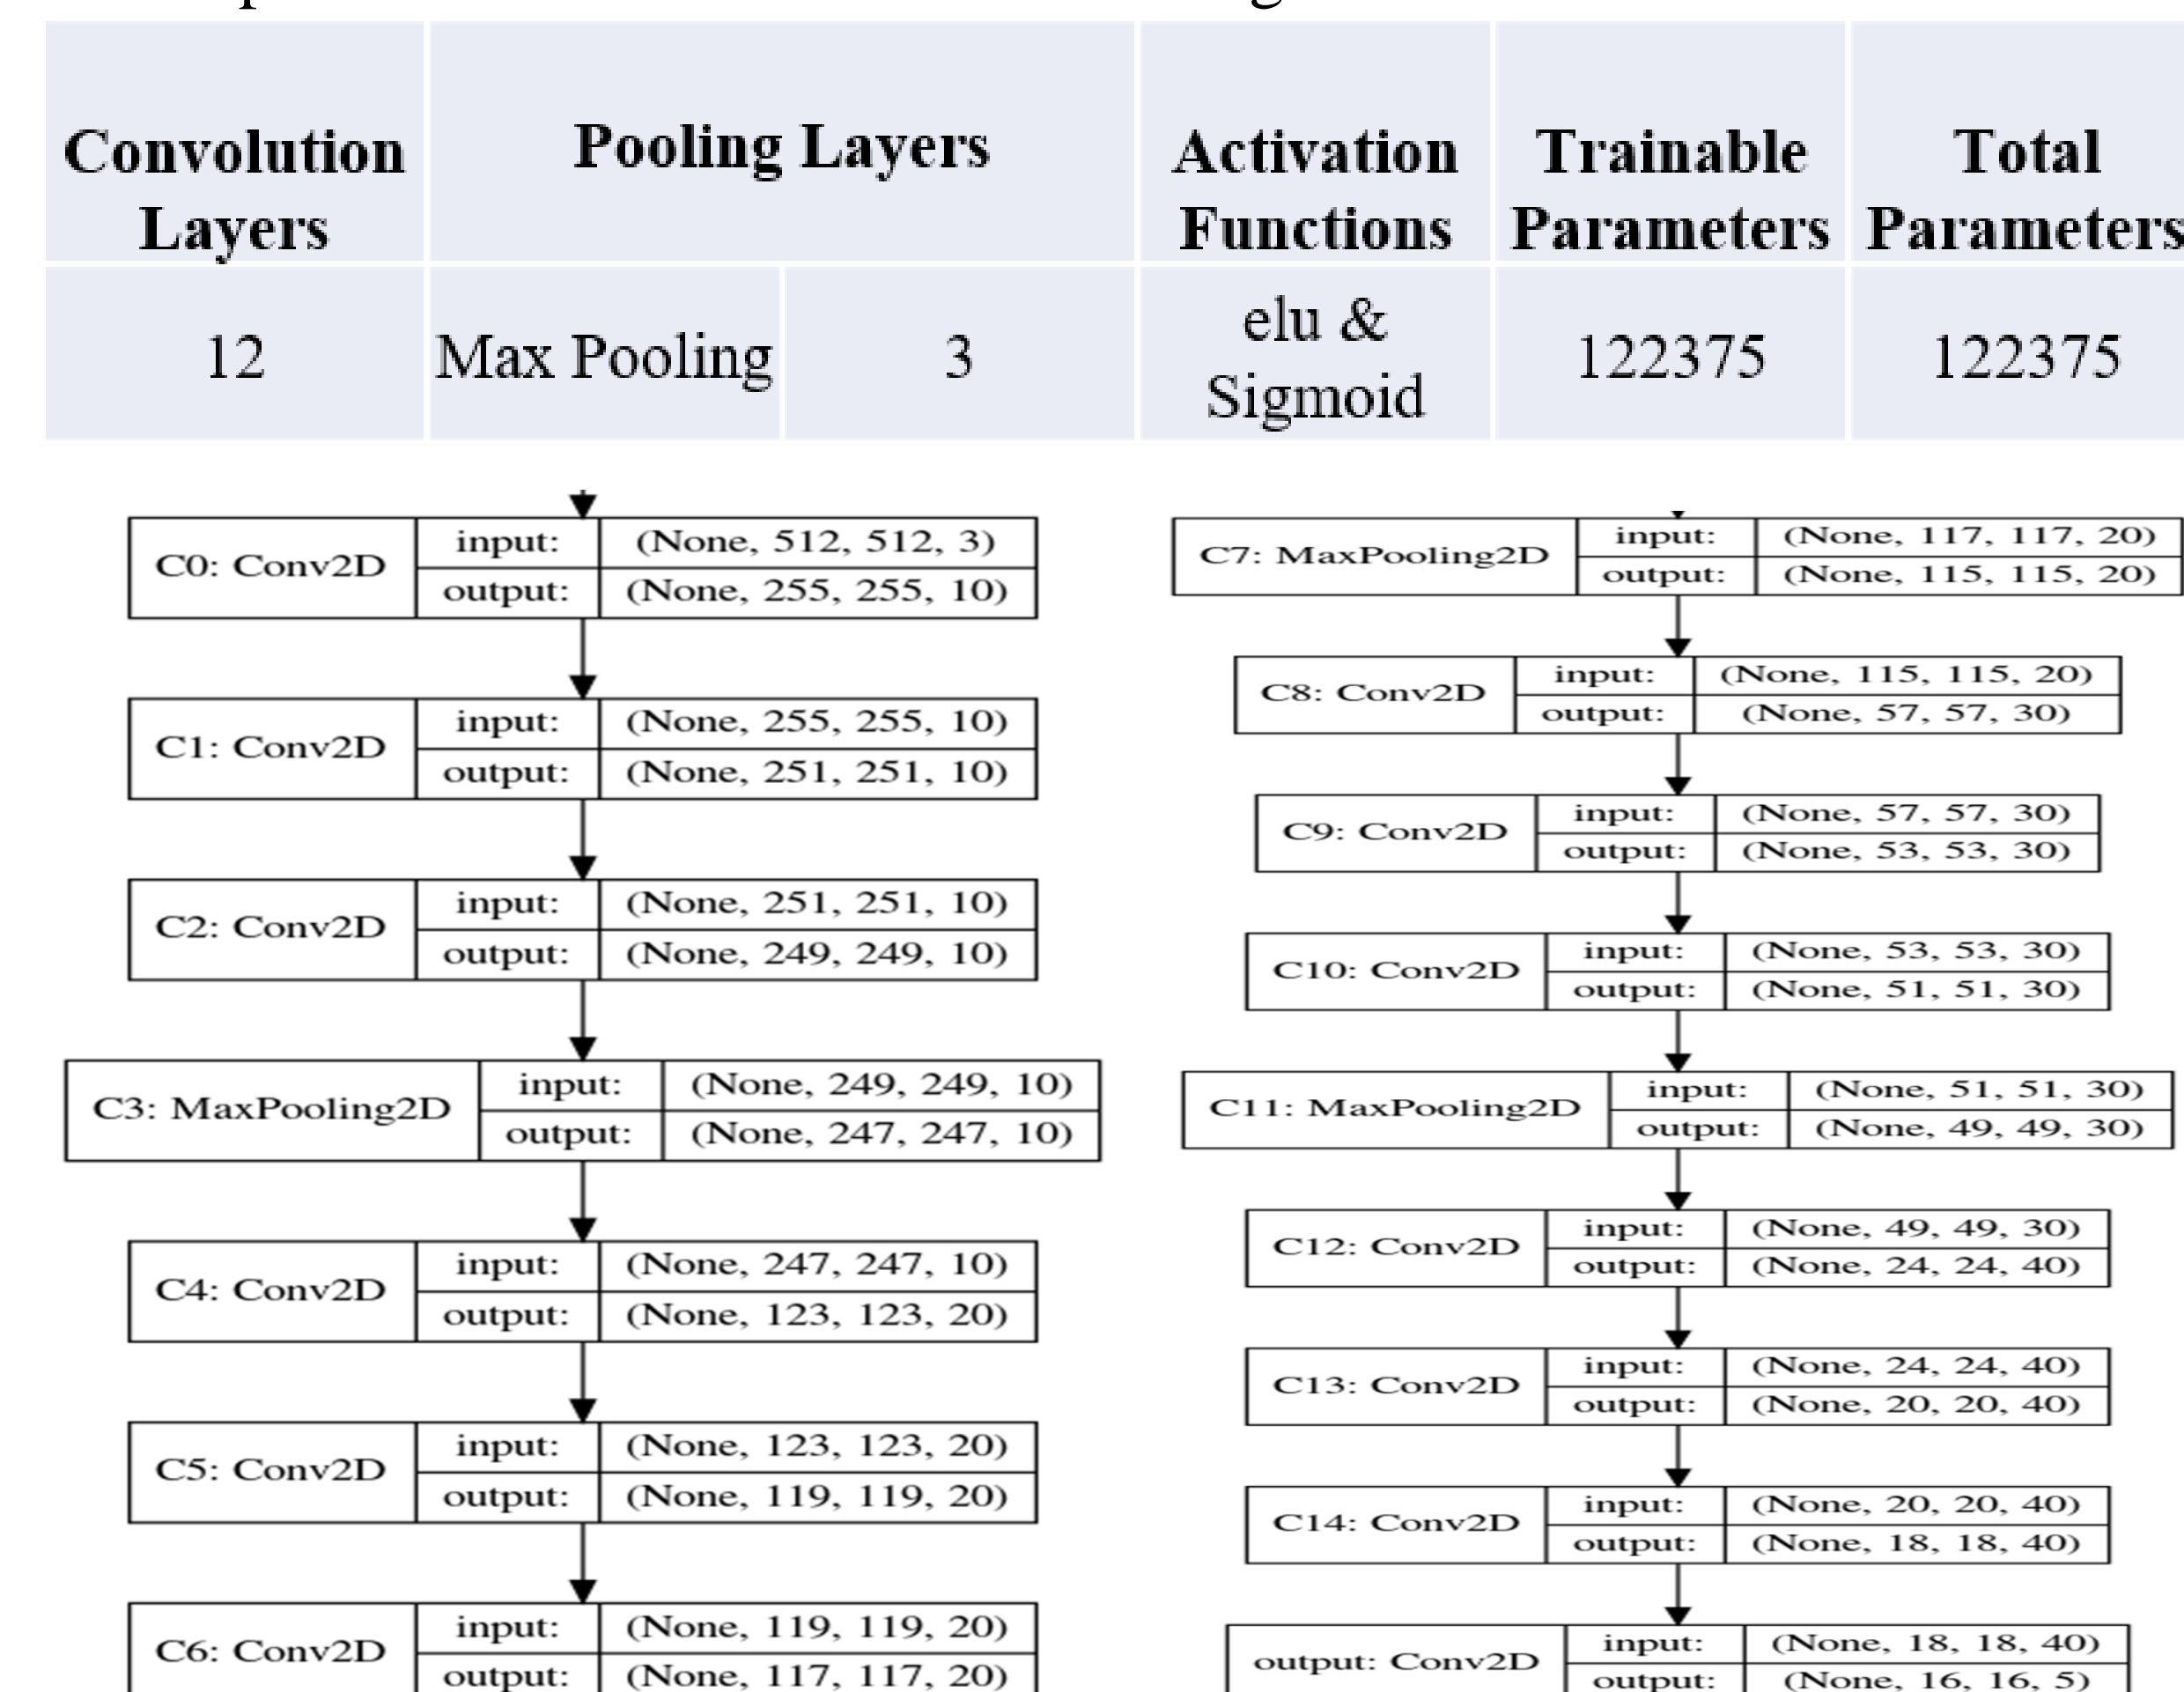 Convolution
Layers
Pooling Layers
Activation
Functions
Trainable
Parameters
Total
Parameters
12
Max Pooling
3
elu &
Sigmoid
122375
122375
C0: Conv2D
input:
(None, 512, 512, 3)
output:
(None, 255, 255, 10)
C1: Conv2D
input:
(None, 255, 255, 10)
output:
(None, 251, 251, 10)
C2: Conv2D
input:
(None, 251, 251, 10)
output:
(None, 249, 249, 10)
C3: MaxPooling2D
input:
(None, 249, 249, 10)
output:
(None, 247, 247, 10)
C4: Conv2D
input:
(None, 247, 247, 10)
output:
(None, 123, 123, 20)
C5: Conv2D
input:
(None, 123, 123, 20)
output:
(None, 119, 119, 20)
C6: Conv2D
input:
(None, 119, 119, 20)
output:
(None, 117, 117, 20)
C7: MaxPooling2D
input:
(None, 117, 117, 20)
output:
(None, 115, 115, 20)
C8: Conv2D
input:
(None, 115, 115, 20)
output:
(None, 57, 57, 30)
C9: Conv2D
input:
(None, 57, 57, 30)
output:
(None, 53, 53, 30)
C10: Conv2D
input:
(None, 53, 53, 30)
output:
(None, 51, 51, 30)
C11: MaxPooling2D
input:
(None, 51, 51, 30)
output:
(None, 49, 49, 30)
C12: Conv2D
input:
(None, 49, 49, 30)
output:
(None, 24, 24, 40)
C13: Conv2D
input:
(None, 24, 24, 40)
output:
(None, 20, 20, 40)
C14: Conv2D
input:
(None, 20, 20, 40)
output:
(None, 18, 18, 40)
output: Conv2D
input:
(None, 18, 18, 40)
output:
(None, 16, 16, 5)